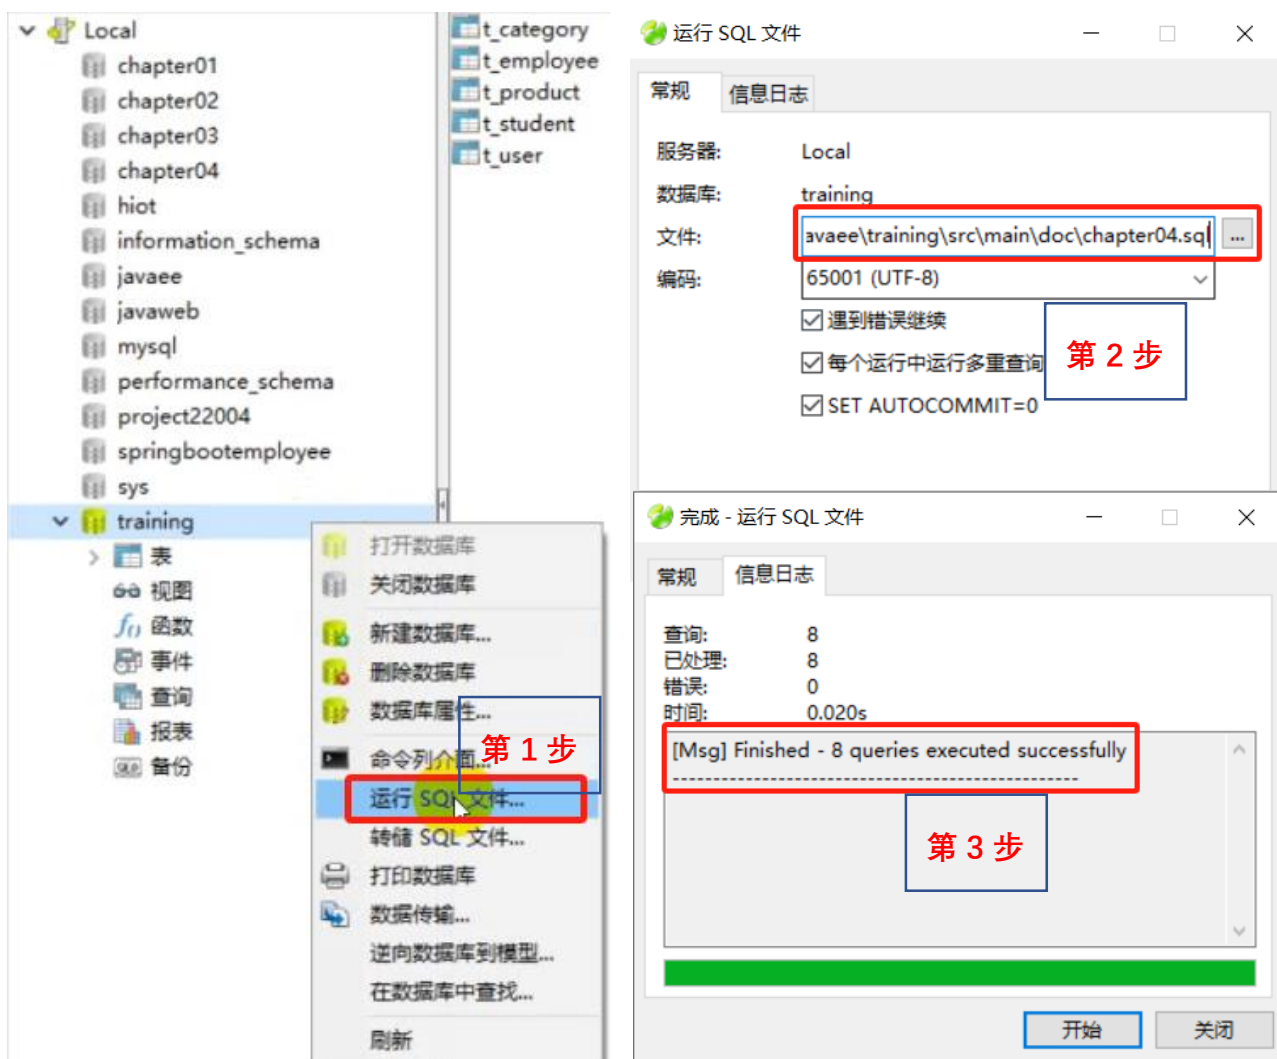 Local
chapter01
chapter02
chapter03
chapter04
hiot
information_schema
javaee
javaweb
mysql
performance_schema
project22004
springbootemployee
sys
training
表
视图
函数
事件
查询
报表
备份
t_category
t_employee
t_product
t_student
t_user
打开数据库
关闭数据库
新建数据库...
删除数据库
数据库属性...
命令列介面...
第 1 步
运行 SQL 文件...
转储 SQL 文件...
打印数据库
数据传输...
逆向数据库到模型...
在数据库中查找...
刷新
运行 SQL 文件
常规 信息日志
服务器: Local
数据库: training
文件: avaee\training\src\main\doc\chapter04.sql ...
编码: 65001 (UTF-8)
遇到错误继续
每个运行中运行多重查询
SET AUTOCOMMIT=0
第 2 步
完成 - 运行 SQL 文件
常规 信息日志
查询: 8
已处理: 8
错误: 0
时间: 0.020s
[Msg] Finished - 8 queries executed successfully
--------------------------------------------------
第 3 步
开始 关闭